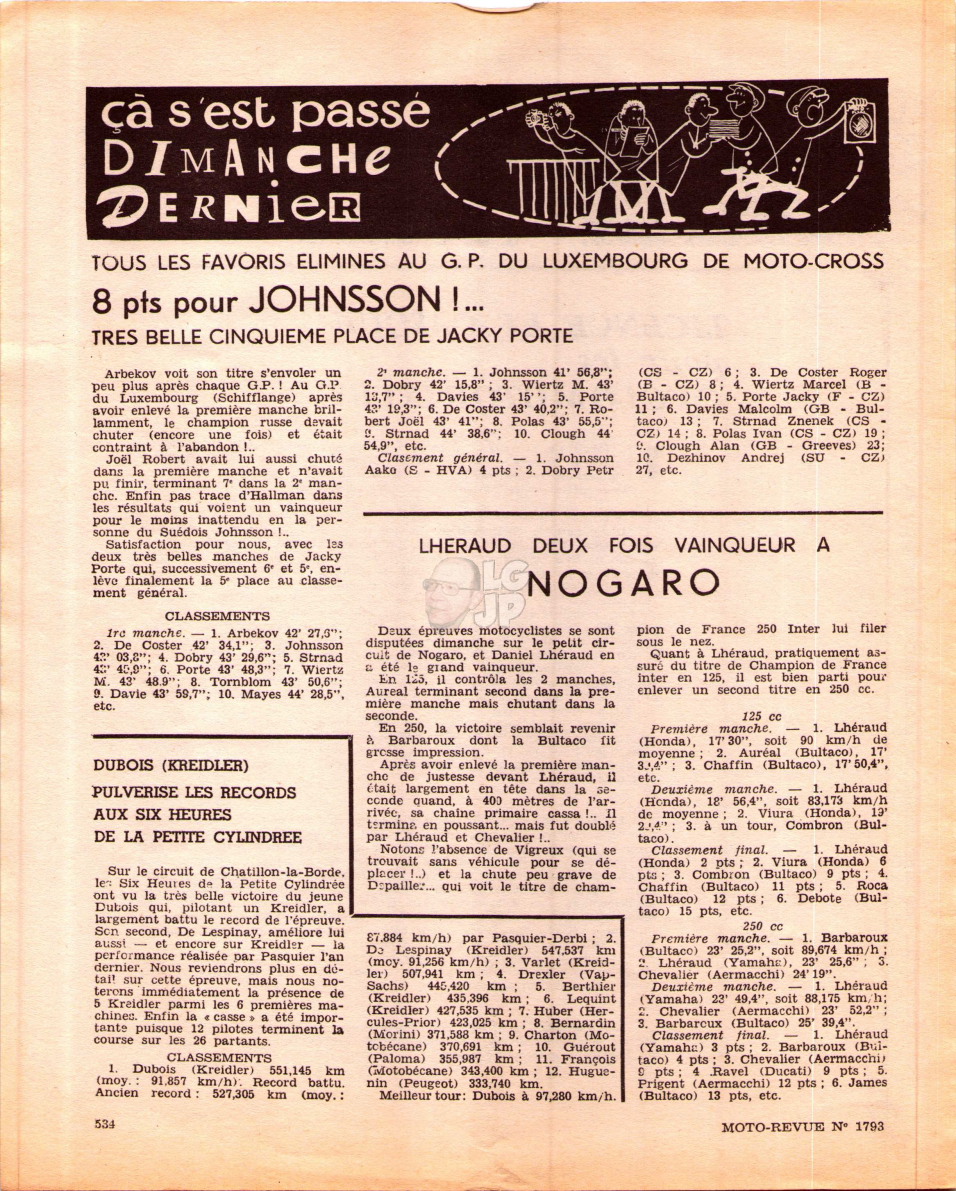 çà s'est passé
DIMANCHE
DERNIER
TOUS LES FAVORIS ELIMINES AU G.P. DU LUXEMBOURG DE MOTO-CROSS
8 pts pour JOHNSSON !...
TRES BELLE CINQUIEME PLACE DE JACKY PORTE
Arbekov voit son titre s'envoler un
peu plus après chaque G.P. ! Au G.P.
du Luxembourg (Schifflange) après
avoir enlevé la première manche bril-
lamment, le champion russe devait
chuter (encore une fois) et était
contraint à l'abandon !..
Joël Robert avait lui aussi chuté
dans la première manche et n'avait
pu finir, terminant 7e dans la 2e man-
che. Enfin pas trace d'Hallman dans
les résultats qui voient un vainqueur
pour le moins inattendu en la per-
sonne du Suédois Johnsson !..
Satisfaction pour nous, avec les
deux très belles manches de Jacky
Porte qui, successivement 6e et 5e, en-
lève finalement la 5e place au classe-
ment général.
CLASSEMENTS
1re manche. — 1. Arbekov 42' 27,6";
2. De Coster 42' 34,1"; 3. Johnsson
43' 03,8"; 4. Dobry 43' 29,6"; 5. Strnad
43' 45,9"; 6. Porte 43' 48,3"; 7. Wiertz
M. 43' 48.9"; 8. Tornblom 43' 50,6";
9. Davie 43' 59,7"; 10. Mayes 44' 28,5",
etc.
2e manche. — 1. Johnsson 41' 56,8";
2. Dobry 42' 15,8" ; 3. Wiertz M. 43'
13,7" ; 4. Davies 43' 15"; 5. Porte
43' 19,3"; 6. De Coster 43' 40,2"; 7. Ro-
bert Joël 43' 41"; 8. Polas 43' 55,5";
9. Strnad 44' 38,6"; 10. Clough 44'
54,9", etc.
Clasement général. — 1. Johnsson
Aako (S - HVA) 4 pts ; 2. Dobry Petr
(CS - CZ) 6 ; 3. De Coster Roger
(B - CZ) 8 ; 4. Wiertz Marcel (B -
Bultaco) 10 ; 5. Porte Jacky (F - CZ)
11 ; 6. Davies Malcolm (GB - Bul-
taco) 13 ; 7. Strnad Znenek (CS -
CZ) 14 ; 8. Polas Ivan (CS - CZ) 19 ;
9. Clough Alan (GB - Greeves) 23;
10. Dezhinov Andrej (SU - CZ)
27, etc.
LHERAUD DEUX FOIS VAINQUEUR A
NOGARO
Deux épreuves motocyclistes se sont
disputées dimanche sur le petit cir-
cuit de Nogaro, et Daniel Lhéraud en
a été le grand vainqueur.
En 125, il contrôla les 2 manches,
Aureal terminant second dans la pre-
mière manche mais chutant dans la
seconde.
En 250, la victoire semblait revenir
à Barbaroux dont la Bultaco fit
grosse impression.
Après avoir enlevé la première man-
che de justesse devant Lhéraud, il
était largement en tête dans la se-
conde quand, à 400 mètres de l'ar-
rivée, sa chaine primaire cassa !.. Il
termina en poussant... mais fut doublé
par Lhéraud et Chevalier !..
Notons l'absence de Vigreux (qui se
trouvait sans véhicule pour se dé-
placer !..) et la chute peu grave de
Depailler... qui voit le titre de cham-
pion de France 250 Inter lui filer
sous le nez.
Quant à Lhéraud, pratiquement as-
suré du titre de Champion de France
inter en 125, il est bien parti pour
enlever un second titre en 250 cc.
125 cc
Première manche. — 1. Lhéraud
(Honda), 17' 30", soit 90 km/h de
moyenne ; 2. Auréal (Bultaco), 17'
; 3. Chaffin (Bultaco), 17' 50,4",
etc.
Deuxième manche. — 1. Lhéraud
(Honda), 18' 56,4", soit 83,173 km/h
de moyenne ; 2. Viura (Honda), 19'
; 3. à un tour, Combron (Bul-
taco).
Classement final. — 1. Lhéraud
(Honda) 2 pts ; 2. Viura (Honda) 6
pts ; 3. Combron (Bultaco) 9 pts ; 4.
Chaffin (Bultaco) 11 pts ; 5. Roca
(Bultaco) 12 pts ; 6. Debote (Bul-
taco) 15 pts, etc.
250 cc
Première manche. — 1. Barbaroux
(Bultaco) 23' 25,2", soit 89,674 km/h ;
2. Lhéraud (Yamaha), 23' 25,6" ; 3.
Chevalier (Aermacchi) 24' 19".
Deuxième manche. — 1. Lhéraud
(Yamaha) 23' 49,4", soit 88,175 km/h;
2. Chevalier (Aermacchi) 23' 52,2" ;
3. Barbaroux (Bultaco) 25' 39,4".
Classement final. — 1. Lhéraud
(Yamaha) 3 pts ; 2. Barbaroux (Bul-
taco) 4 pts ; 3. Chevalier (Aermacchi)
8 pts ; 4 .Ravel (Ducati) 9 pts ; 5.
Prigent (Aermacchi) 12 pts ; 6. James
(Bultaco) 13 pts, etc.
DUBOIS (KREIDLER)
PULVERISE LES RECORDS
AUX SIX HEURES
DE LA PETITE CYLINDREE
Sur le circuit de Chatillon-la-Borde,
les Six Heures de la Petite Cylindrée
ont vu la très belle victoire du jeune
Dubois qui, pilotant un Kreidler, a
largement battu le record de l'épreuve.
Son second, De Lespinay, améliore lui
aussi — et encore sur Kreidler — la
performance réalisée par Pasquier l'an
dernier. Nous reviendrons plus en dé-
tail sur cette épreuve, mais nous no-
terons immédiatement la présence de
5 Kreidler parmi les 6 premières ma-
chines. Enfin la « casse » a été impor-
tante puisque 12 pilotes terminent la
course sur les 26 partants.
CLASSEMENTS
1. Dubois (Kreidler) 551,145 km
(moy. : 91,857 km/h). Record battu.
Ancien record : 527,305 km (moy. :
87,884 km/h) par Pasquier-Derbi ; 2.
De Lespinay (Kreidler) 547,537 km
(moy. 91,256 km/h) ; 3. Varlet (Kreid-
ler) 507,941 km ; 4. Drexler (Vap-
Sachs) 445,420 km ; 5. Berthier
(Kreidler) 435,396 km ; 6. Lequint
(Kreidler) 427,535 km ; 7. Huber (Her-
cules-Prior) 423,025 km ; 8. Bernardin
(Morini) 371,588 km ; 9. Charton (Mo-
tobécane) 370,691 km ; 10. Guérout
(Paloma) 355,987 km ; 11. François
(Motobécane) 343,400 km ; 12. Hugue-
nin (Peugeot) 333,740 km.
Meilleur tour: Dubois à 97,280 km/h.
LG
JP
534
MOTO-REVUE Ne 1793